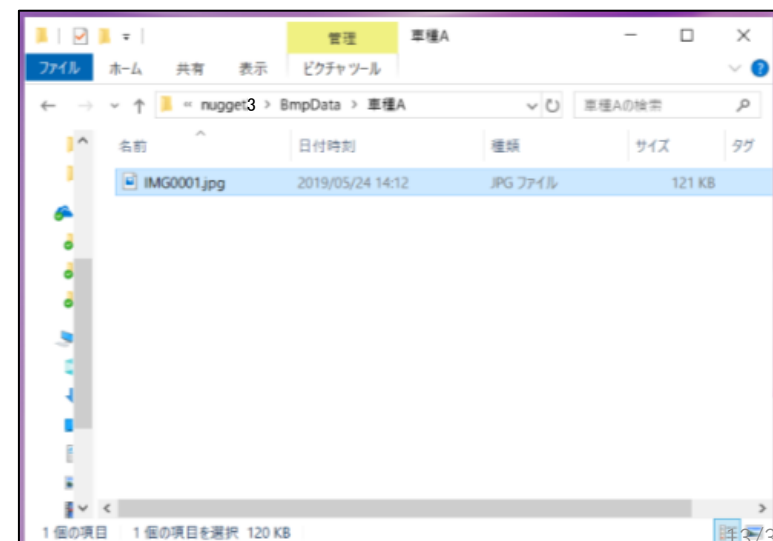 管理 車種A
ファイル ホーム 共有 表示 ピクチャ ツール
« nugget3 > BmpData > 車種A 車種Aの検索
名前 日付時刻 種類 サイズ タグ
IMG0001.jpg 2019/05/24 14:12 JPG ファイル 121 KB
1 個の項目 1 個の項目を選択 120 KB